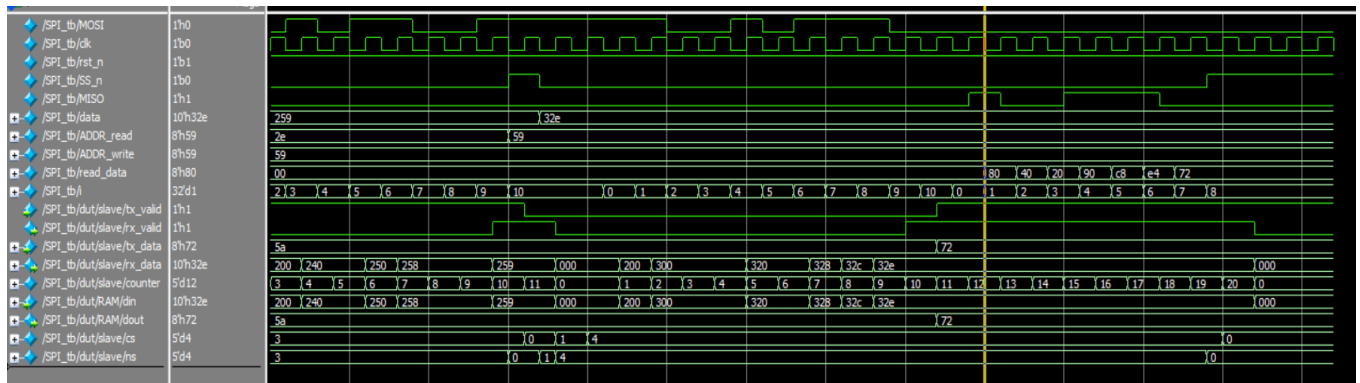 /SPI_tb/MOSI 1'h0
/SPI_tb/clk 1'b0
/SPI_tb/rst_n 1'b1
/SPI_tb/SS_n 1'b0
/SPI_tb/MISO 1'h1
/SPI_tb/data 10'h32e 259 32e
/SPI_tb/ADDR_read 8'h59 2e 59
/SPI_tb/ADDR_write 8'h59 59
/SPI_tb/read_data 8'h80 00 80 40 20 90 c8 e4 72
/SPI_tb/i 32'd1 2 3 4 5 6 7 8 9 10 0 1 2 3 4 5 6 7 8 9 10 0 1 2 3 4 5 6 7 8
/SPI_tb/dut/slave/tx_valid 1'h1
/SPI_tb/dut/slave/rx_valid 1'h1
/SPI_tb/dut/slave/tx_data 8'h72 5a 72
/SPI_tb/dut/slave/rx_data 10'h32e 200 240 250 258 259 000 200 300 320 328 32c 32e 000
/SPI_tb/dut/slave/counter 5'd12 3 4 5 6 7 8 9 10 11 0 1 2 3 4 5 6 7 8 9 10 11 12 13 14 15 16 17 18 19 20 0
/SPI_tb/dut/RAM/din 10'h32e 200 240 250 258 259 000 200 300 320 328 32c 32e 000
/SPI_tb/dut/RAM/dout 8'h72 5a 72
/SPI_tb/dut/slave/cs 5'd4 3 0 1 4 0
/SPI_tb/dut/slave/ns 5'd4 3 0 1 4 0